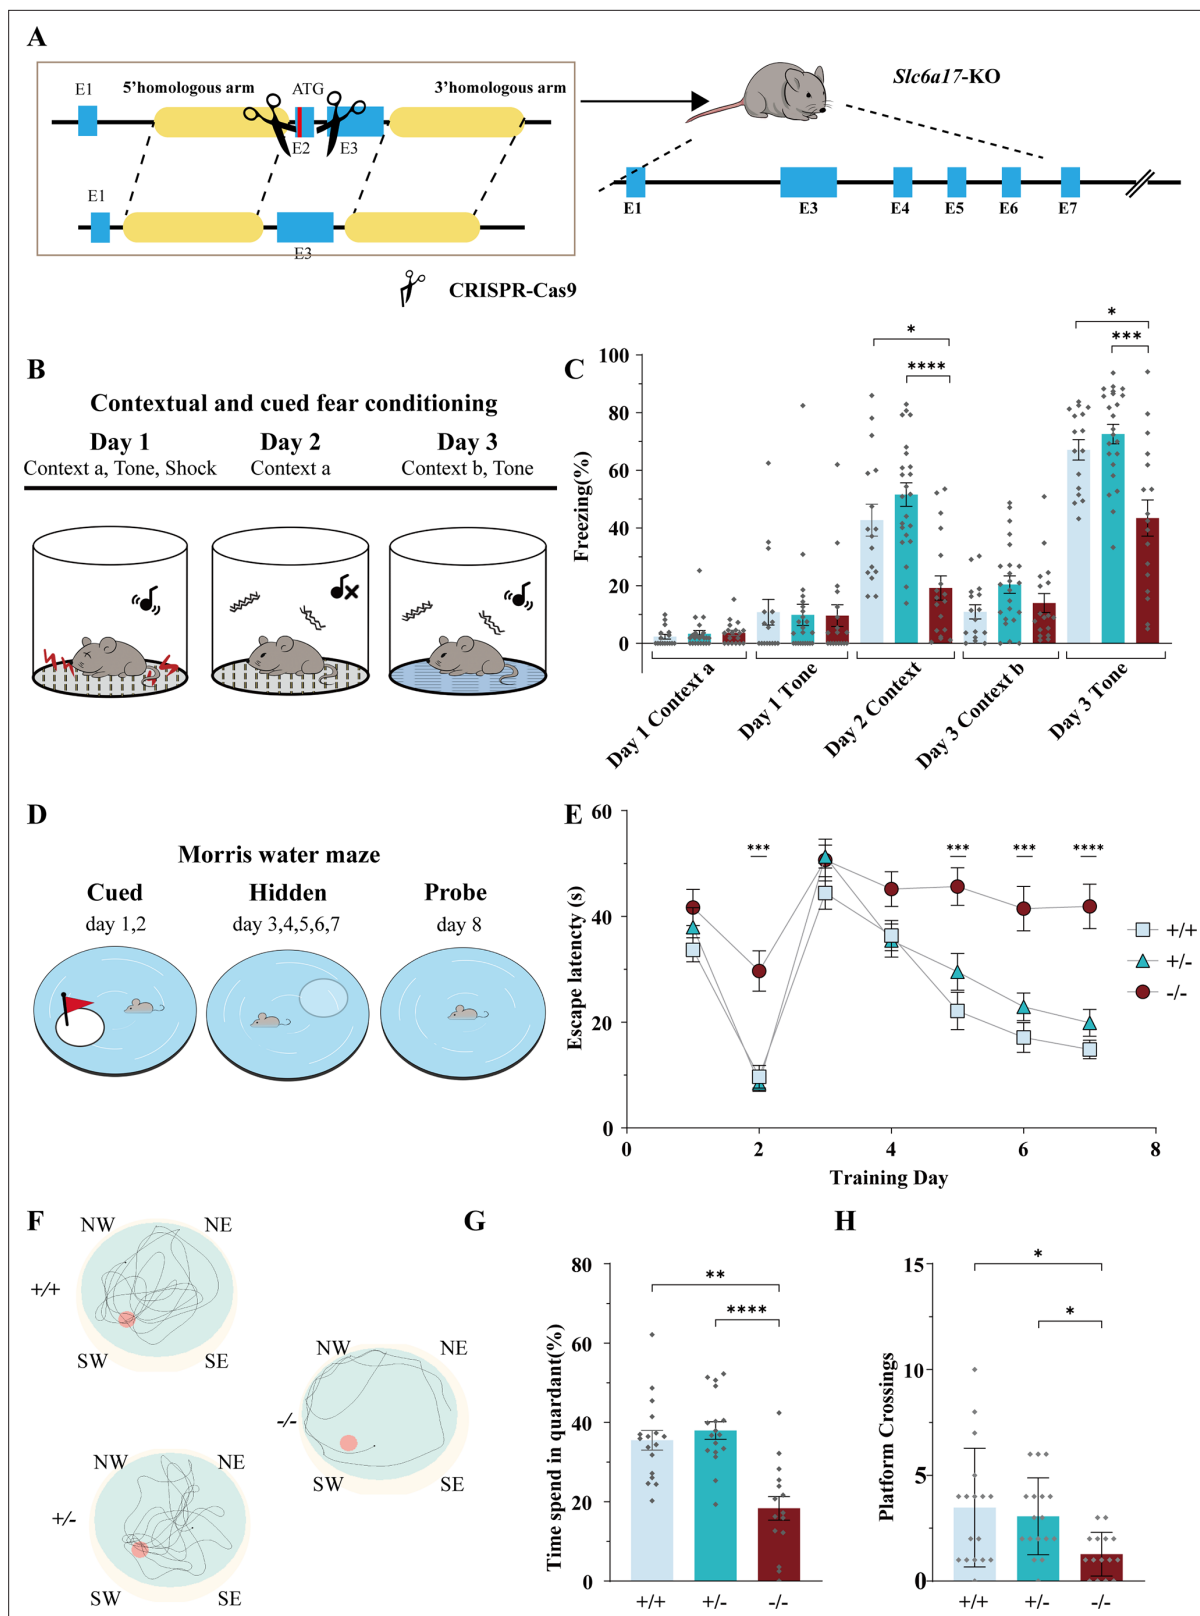 A
E1
5'homologous arm
ATG
3'homologous arm
E2
E3
E1
E3
CRISPR-Cas9
Slc6a17-KO
E1
E3
E4
E5
E6
E7
B
Contextual and cued fear conditioning
Day 1
Day 2
Day 3
Context a, Tone, Shock
Context a
Context b, Tone
C
Freezing(%)
100
80
60
40
20
0
*
****
*
***
Day 1 Context a
Day 1 Tone
Day 2 Context
Day 3 Context b
Day 3 Tone
D
Morris water maze
Cued
Hidden
Probe
day 1,2
day 3,4,5,6,7
day 8
E
Escape latentcy (s)
60
40
20
0
***
***
***
****
0
2
4
6
8
Training Day
+/+
+/-
-/-
F
NW
NE
+/+
SW
SE
NW
NE
-/-
SW
SE
NW
NE
+/-
SW
SE
G
Time spend in quardant(%)
80
60
40
20
0
**
****
+/+
+/-
-/-
H
Platform Crossings
15
10
5
0
*
*
+/+
+/-
-/-